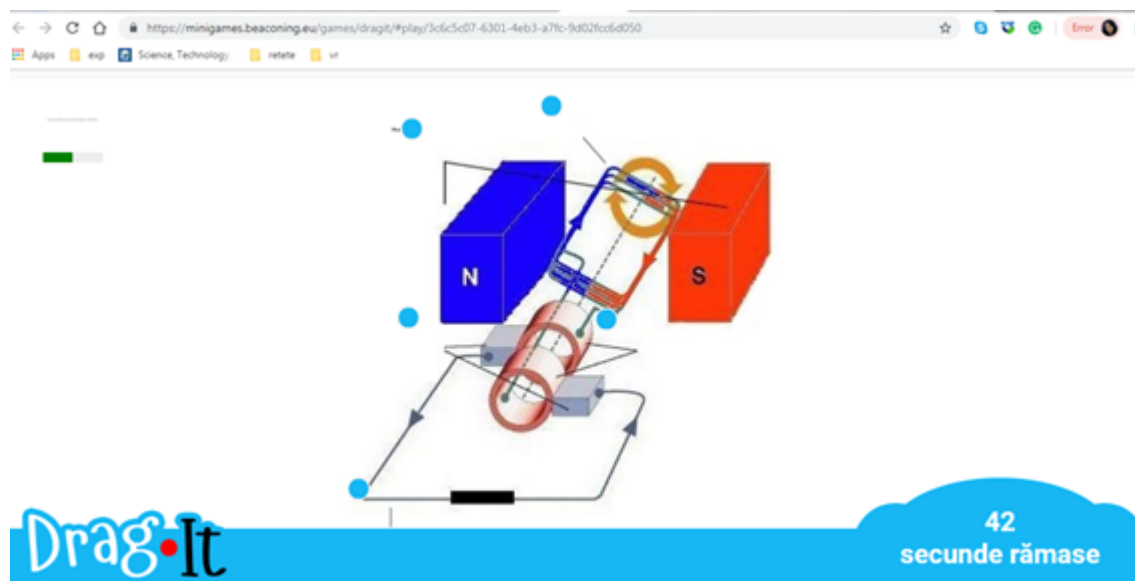 https://minigames.beaconing.eu/games/dragit/#play/3c6c5c07-6301-4eb3-a7fc-9d02fcc6d050
Error
Apps exp Science, Technology. retete vr
N
S
Drag•It
42
secunde rămase